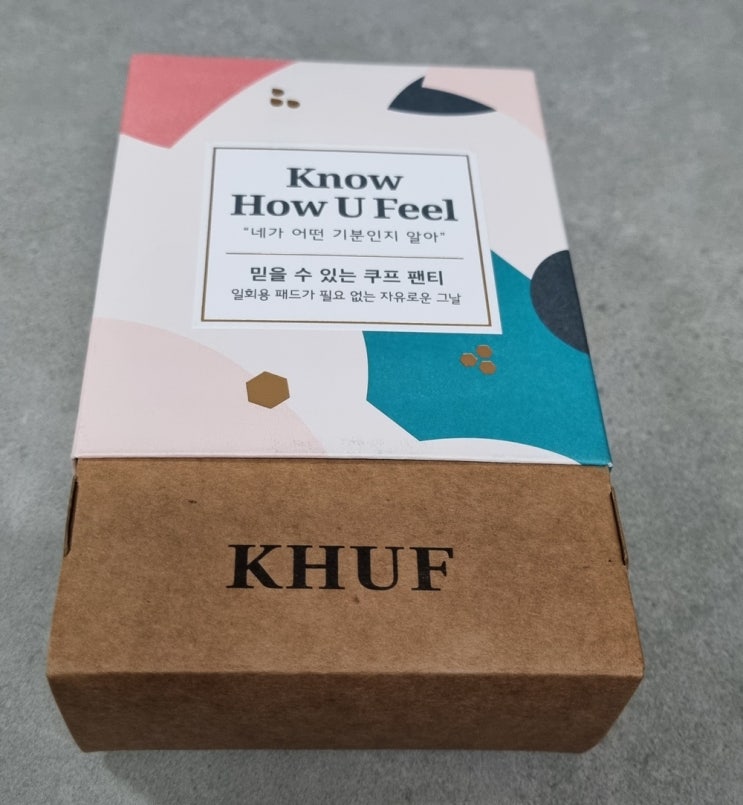 Know
How U Feel
"네가 어떤 기분인지 알아"
믿을 수 있는 쿠프 팬티
일회용 패드가 필요 없는 자유로운 그날
KHUF